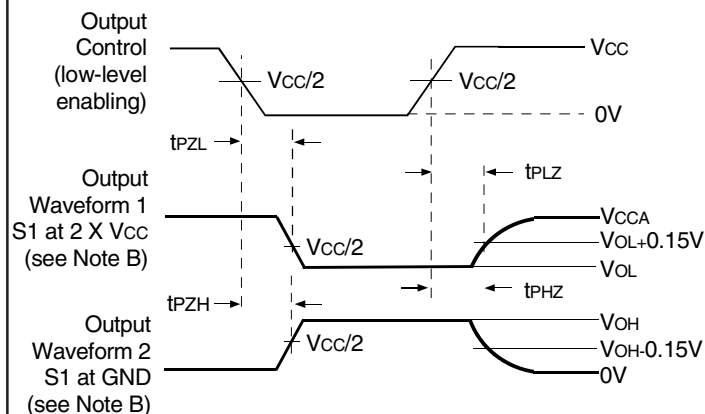 Output
Control
(low-level
enabling)
VCC/2
VCC/2
VCC
0V
tPZL
tPLZ
Output
Waveform 1
S1 at 2 X VCC
(see Note B)
VCC/2
VCCA
VOL+0.15V
VOL
tPZH
tPHZ
Output
Waveform 2
S1 at GND
(see Note B)
VCC/2
VOH
VOH-0.15V
0V